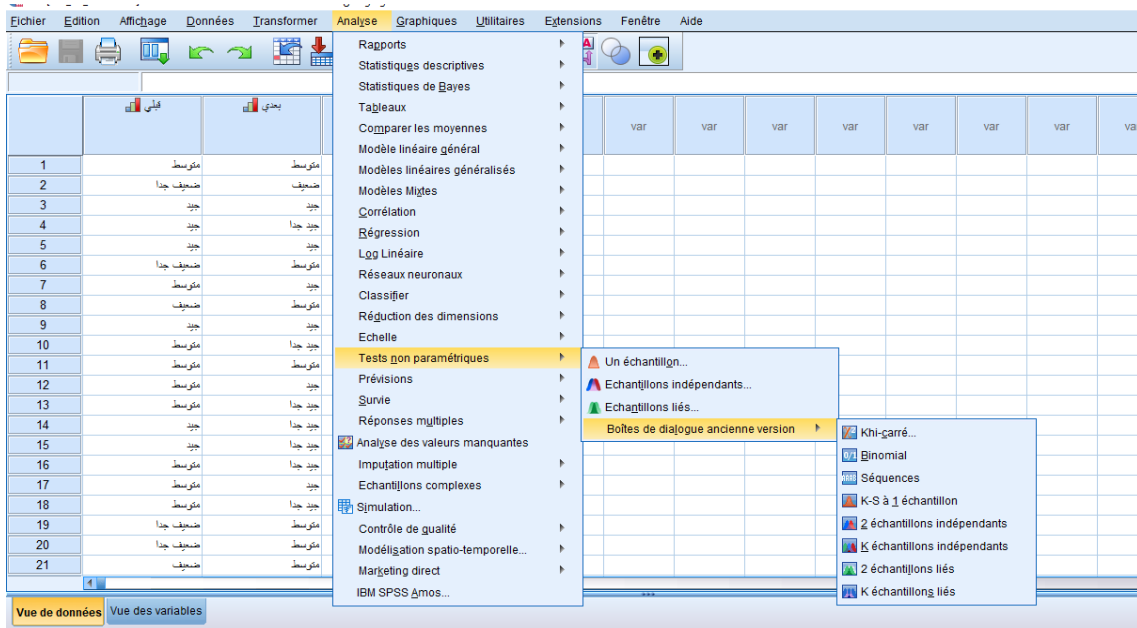 Fichier Edition Affichage Données Transformer Analyse Graphiques Utilitaires Extensions Fenêtre Aide
قبلي بعدي var var var var var var var va
1 متوسط متوسط
2 ضعيف جدا ضعيف
3 جيد جيد
4 جيد جيد جدا
5 جيد جيد
6 ضعيف جدا متوسط
7 متوسط جيد
8 ضعيف متوسط
9 جيد جيد
10 متوسط جيد جدا
11 متوسط متوسط
12 متوسط جيد
13 متوسط جيد جدا
14 جيد جيد جدا
15 جيد جيد جدا
16 متوسط جيد جدا
17 متوسط جيد
18 متوسط جيد جدا
19 ضعيف جدا متوسط
20 ضعيف جدا متوسط
21 ضعيف متوسط
Rapports
Statistiques descriptives
Statistiques de Bayes
Tableaux
Comparer les moyennes
Modèle linéaire général
Modèles linéaires généralisés
Modèles Mixtes
Corrélation
Régression
Log Linéaire
Réseaux neuronaux
Classifier
Réduction des dimensions
Echelle
Tests non paramétriques
Prévisions
Survie
Réponses multiples
Analyse des valeurs manquantes
Imputation multiple
Echantillons complexes
Simulation...
Contrôle de qualité
Modélisation spatio-temporelle...
Marketing direct
IBM SPSS Amos...
Un échantillon...
Echantillons indépendants...
Echantillons liés...
Boîtes de dialogue ancienne version
Khi-carré...
Binomial
Séquences
K-S à 1 échantillon
2 échantillons indépendants
K échantillons indépendants
2 échantillons liés
K échantillons liés
Vue de données Vue des variables